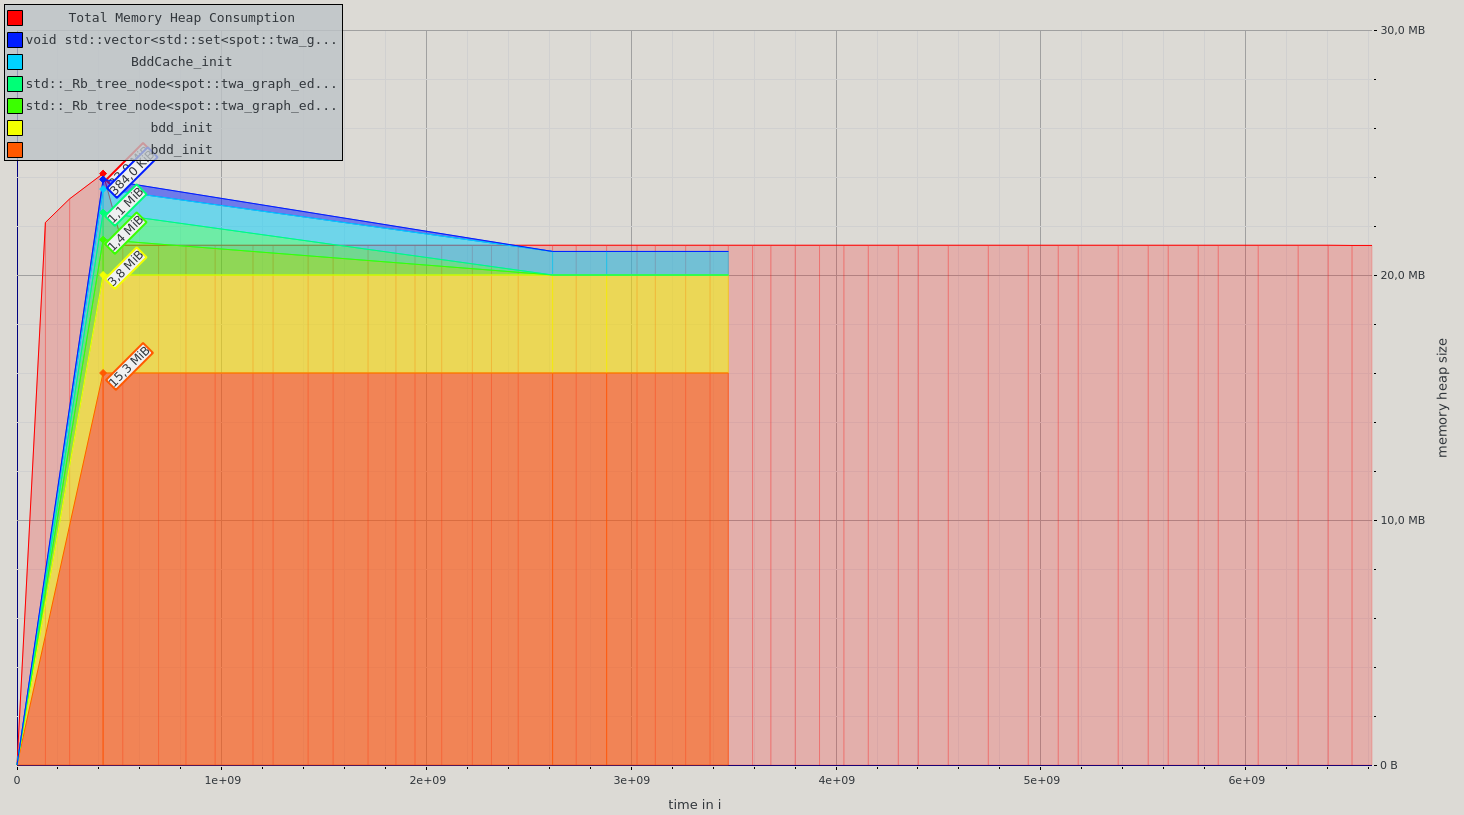 Total Memory Heap Consumption
void std::vector<std::set<spot::twa_g...
BddCache_init
std::_Rb_tree_node<spot::twa_graph_ed...
std::_Rb_tree_node<spot::twa_graph_ed...
bdd_init
bdd_init
384,0 KiB
1,1 MiB
1,4 MiB
3,8 MiB
15,3 MiB
30,0 MB
20,0 MB
10,0 MB
0 B
memory heap size
0
1e+09
2e+09
3e+09
4e+09
5e+09
6e+09
time in i